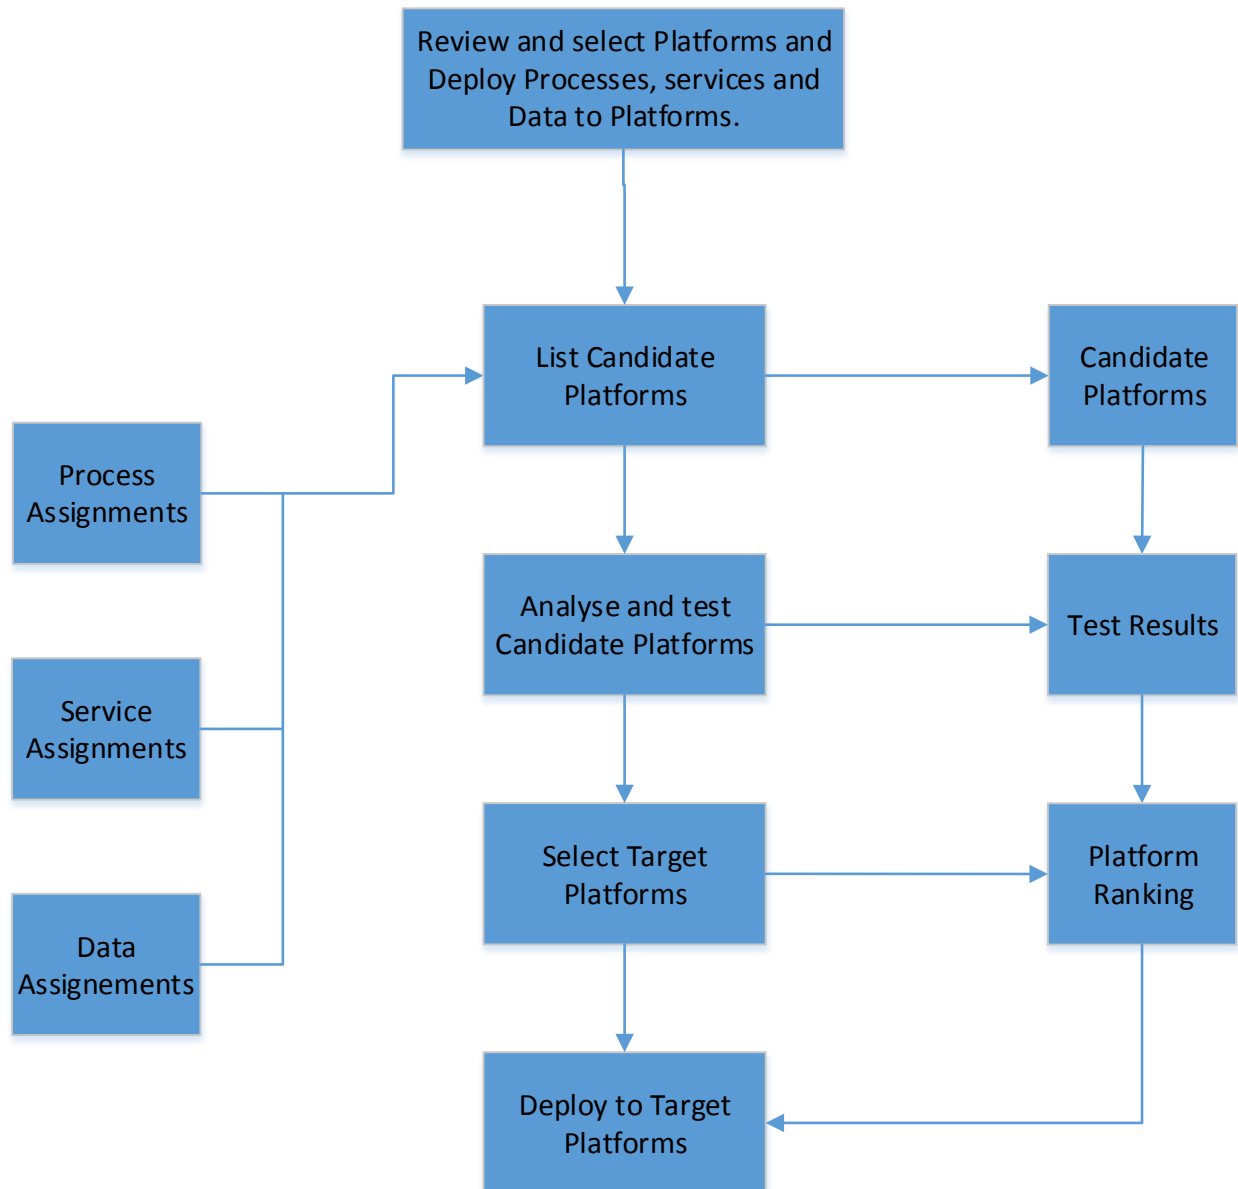 Review and select Platforms and
Deploy Processes, services and
Data to Platforms.
List Candidate
Platforms
Candidate
Platforms
Process
Assignments
Analyse and test
Candidate Platforms
Test Results
Service
Assignments
Select Target
Platforms
Platform
Ranking
Data
Assignements
Deploy to Target
Platforms